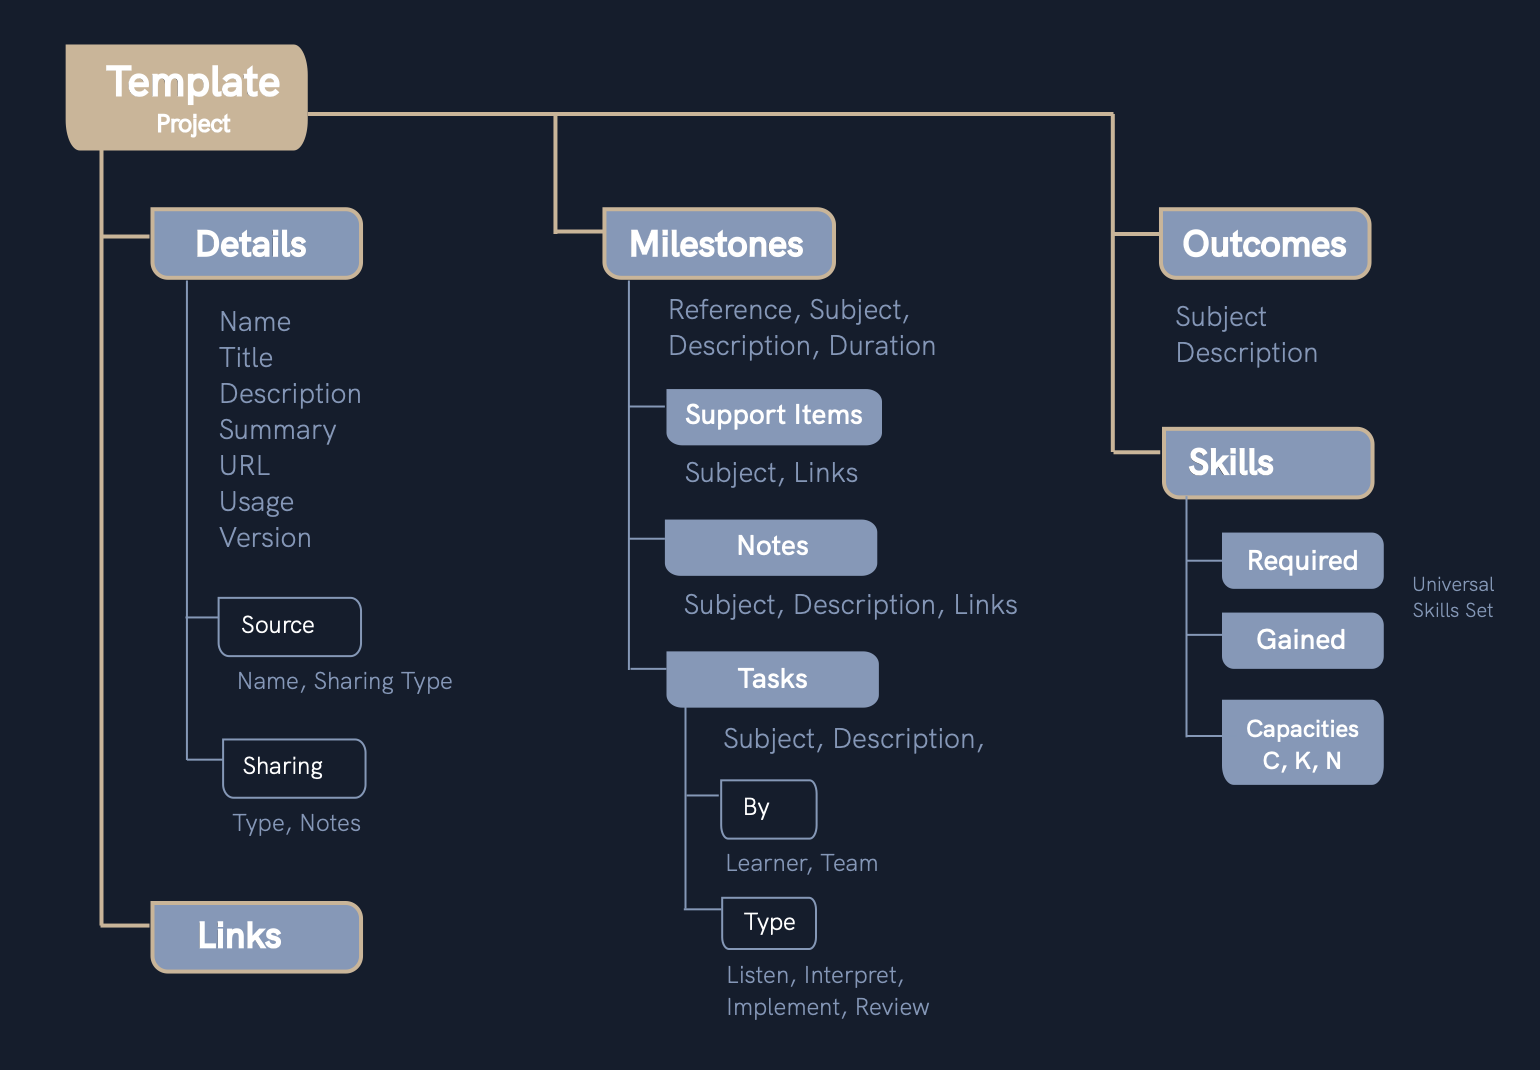 Template
Project
Details
Name
Title
Description
Summary
URL
Usage
Version
Source
Name, Sharing Type
Sharing
Type, Notes
Links
Milestones
Reference, Subject,
Description, Duration
Support Items
Subject, Links
Notes
Subject, Description, Links
Tasks
Subject, Description,
By
Learner, Team
Type
Listen, Interpret,
Implement, Review
Outcomes
Subject
Description
Skills
Required
Gained
Universal
Skills Set
Capacities
C, K, N